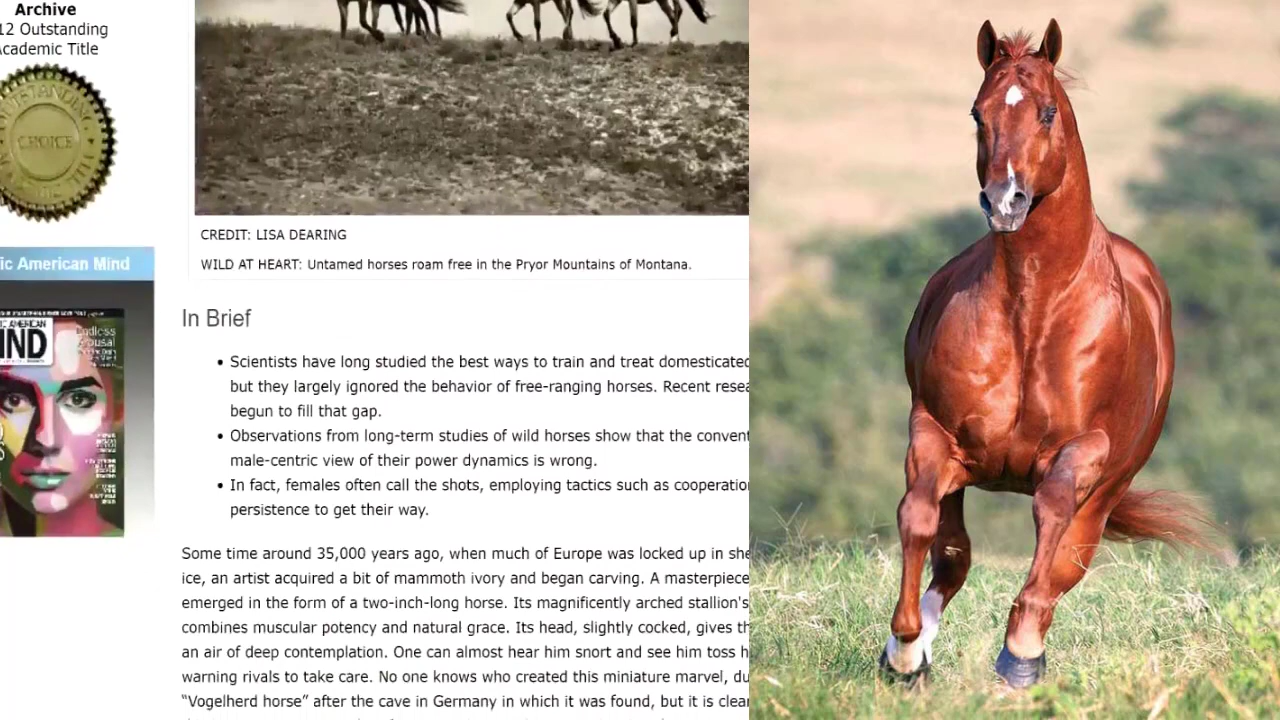 Archive
12 Outstanding
Academic Title
OUTSTANDING
CHOICE
ic American Mind
IC AMERICAN
IND
Endless
CREDIT: LISA DEARING
WILD AT HEART: Untamed horses roam free in the Pryor Mountains of Montana.
In Brief
• Scientists have long studied the best ways to train and treat domesticated
but they largely ignored the behavior of free-ranging horses. Recent resea
begun to fill that gap.
• Observations from long-term studies of wild horses show that the convent
male-centric view of their power dynamics is wrong.
• In fact, females often call the shots, employing tactics such as cooperatio
persistence to get their way.
Some time around 35,000 years ago, when much of Europe was locked up in she
ice, an artist acquired a bit of mammoth ivory and began carving. A masterpiece
emerged in the form of a two-inch-long horse. Its magnificently arched stallion's
combines muscular potency and natural grace. Its head, slightly cocked, gives th
an air of deep contemplation. One can almost hear him snort and see him toss h
warning rivals to take care. No one knows who created this miniature marvel, du
“Vogelherd horse” after the cave in Germany in which it was found, but it is clear